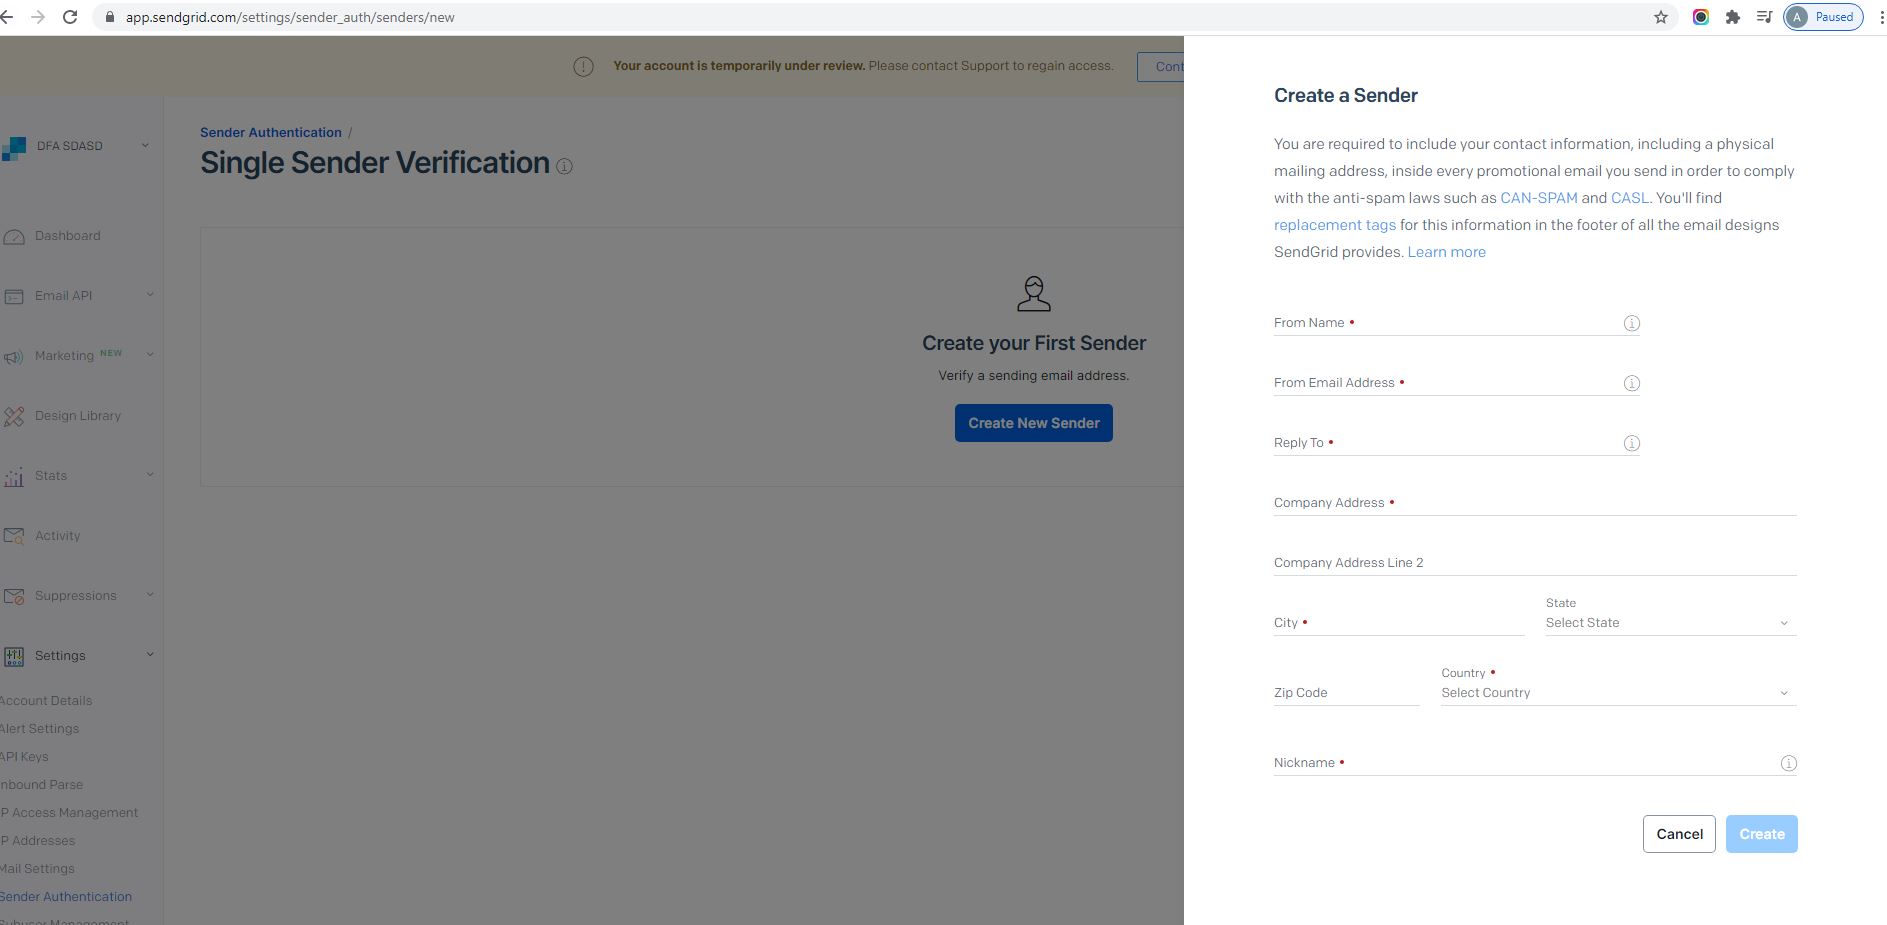 app.sendgrid.com/settings/sender_auth/senders/new
A Paused
Your account is temporarily under review. Please contact Support to regain access.
Cont
DFA SDASD
Dashboard
Email API
Marketing NEW
Design Library
Stats
Activity
Suppressions
Settings
Account Details
Alert Settings
API Keys
nbound Parse
P Access Management
P Addresses
Mail Settings
Sender Authentication
Subuser Management
Sender Authentication /
Single Sender Verification
Create your First Sender
Verify a sending email address.
Create New Sender
Create a Sender
You are required to include your contact information, including a physical
mailing address, inside every promotional email you send in order to comply
with the anti-spam laws such as CAN-SPAM and CASL. You'll find
replacement tags for this information in the footer of all the email designs
SendGrid provides. Learn more
From Name •
From Email Address •
Reply To •
Company Address •
Company Address Line 2
City •
State
Select State
Zip Code
Country •
Select Country
Nickname •
Cancel
Create